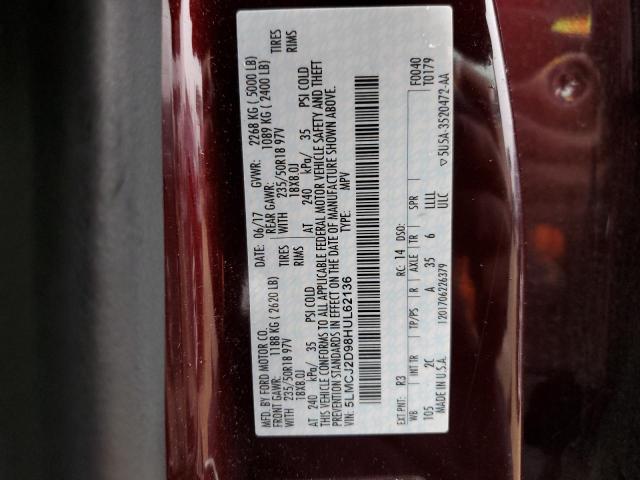 MFD. BY FORD MOTOR CO.
DATE: 06/17 GVWR: 2268 KG ( 5000 LB)
FRONT GAWR: 1188 KG ( 2620 LB) REAR GAWR: 1089 KG ( 2400 LB)
WITH 235/50R18 97V TIRES WITH 235/50R18 97V TIRES
18X8.0J RIMS 18X8.0J RIMS
AT 240 kPa/ 35 PSI COLD AT 240 kPa/ 35 PSI COLD
THIS VEHICLE CONFORMS TO ALL APPLICABLE FEDERAL MOTOR VEHICLE SAFETY AND THEFT
PREVENTION STANDARDS IN EFFECT ON THE DATE OF MANUFACTURE SHOWN ABOVE.
VIN: 5LMCJ2D98HUL62136 TYPE: MPV
F0040
T0179
EXT PNT: R3 RC: 14 DSO:
WB INT TR TP/PS R AXLE TR SPR
105 2C A 35 6 LLLL
ULC
MADE IN U.S.A. 1201706226379
5USA-3520472-AA